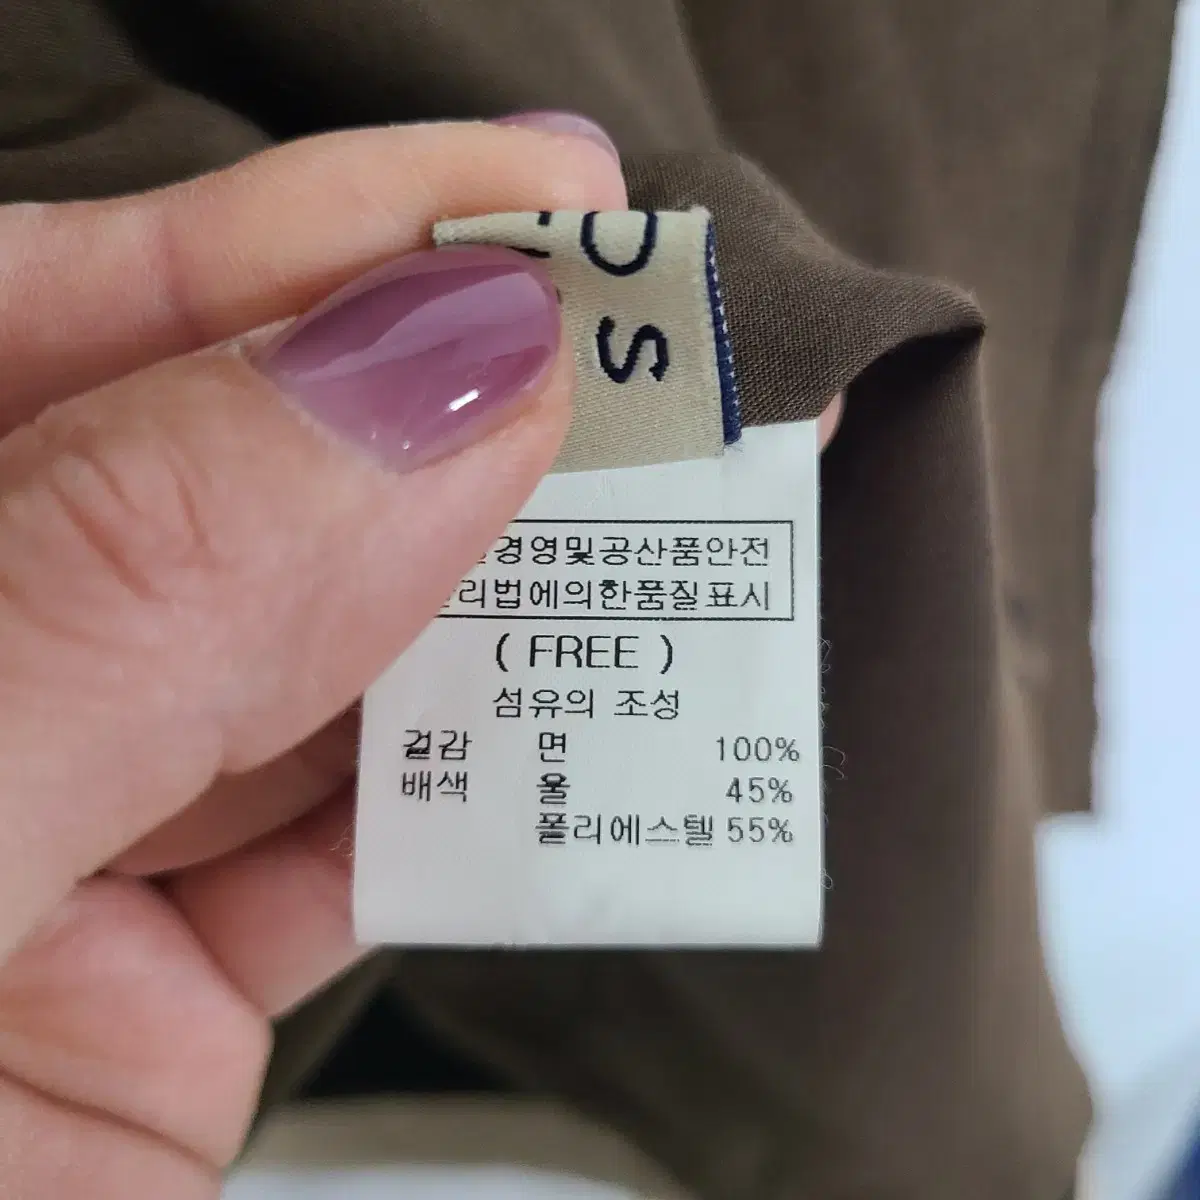 OS
경영및공산품안전
리법에의한품질표시
( FREE )
섬유의 조성
겉감 면 100%
배색 울 45%
폴리에스텔 55%